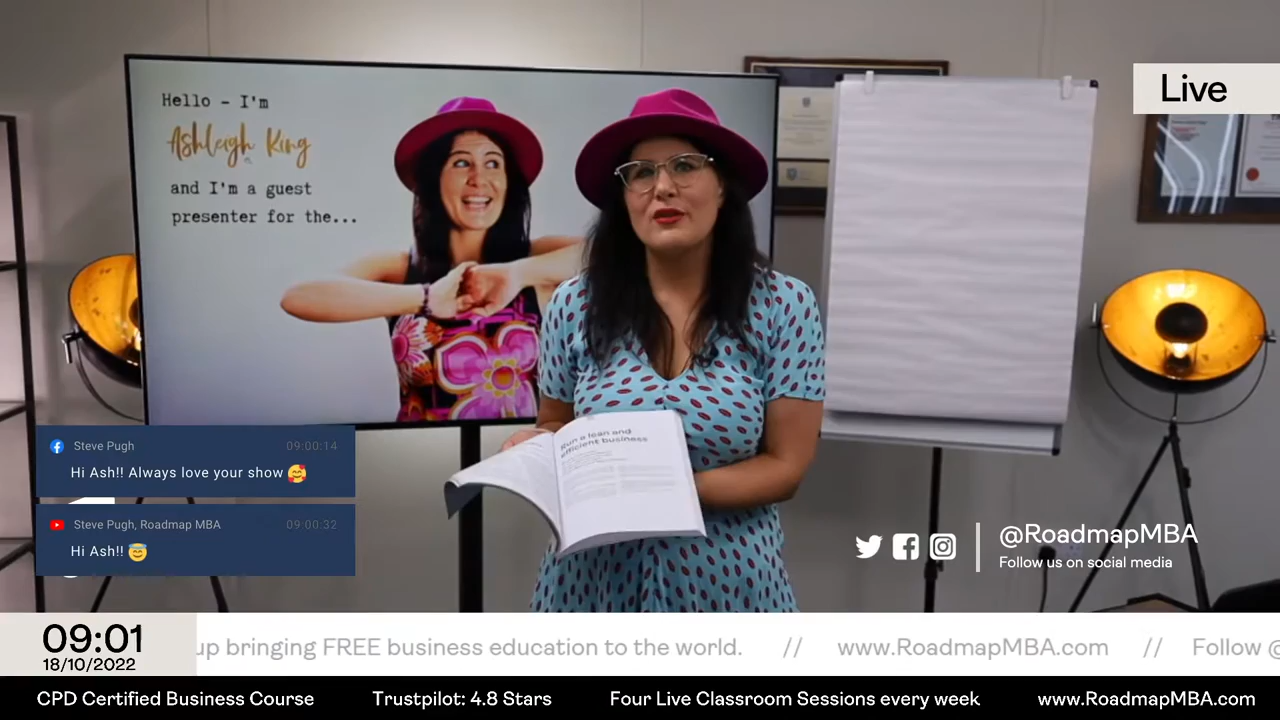 Live
Hello - I'm
Ashleigh King
and I'm a guest
presenter for the...
Run a lean and
efficient business
Steve Pugh 09:00:14
Hi Ash!! Always love your show 🥰
Steve Pugh, Roadmap MBA 09:00:32
Hi Ash!! 😇
@RoadmapMBA
Follow us on social media
09:01
18/10/2022
up bringing FREE business education to the world. // www.RoadmapMBA.com // Follow @
CPD Certified Business Course Trustpilot: 4.8 Stars Four Live Classroom Sessions every week www.RoadmapMBA.com